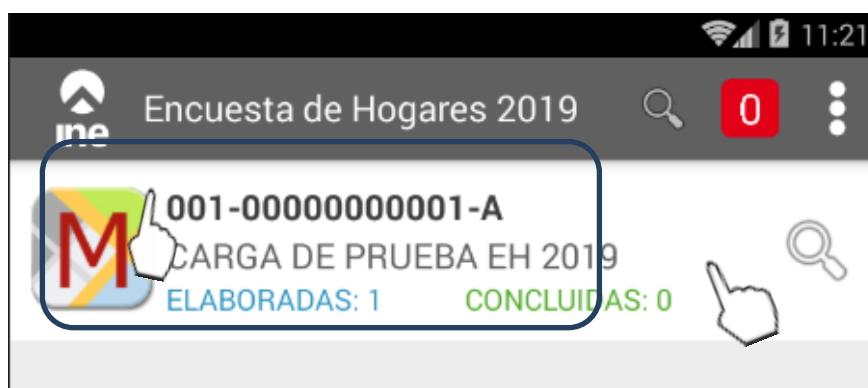 11:21
ine
Encuesta de Hogares 2019
0
M
001-00000000001-A
CARGA DE PRUEBA EH 2019
ELABORADAS: 1 CONCLUIDAS: 0